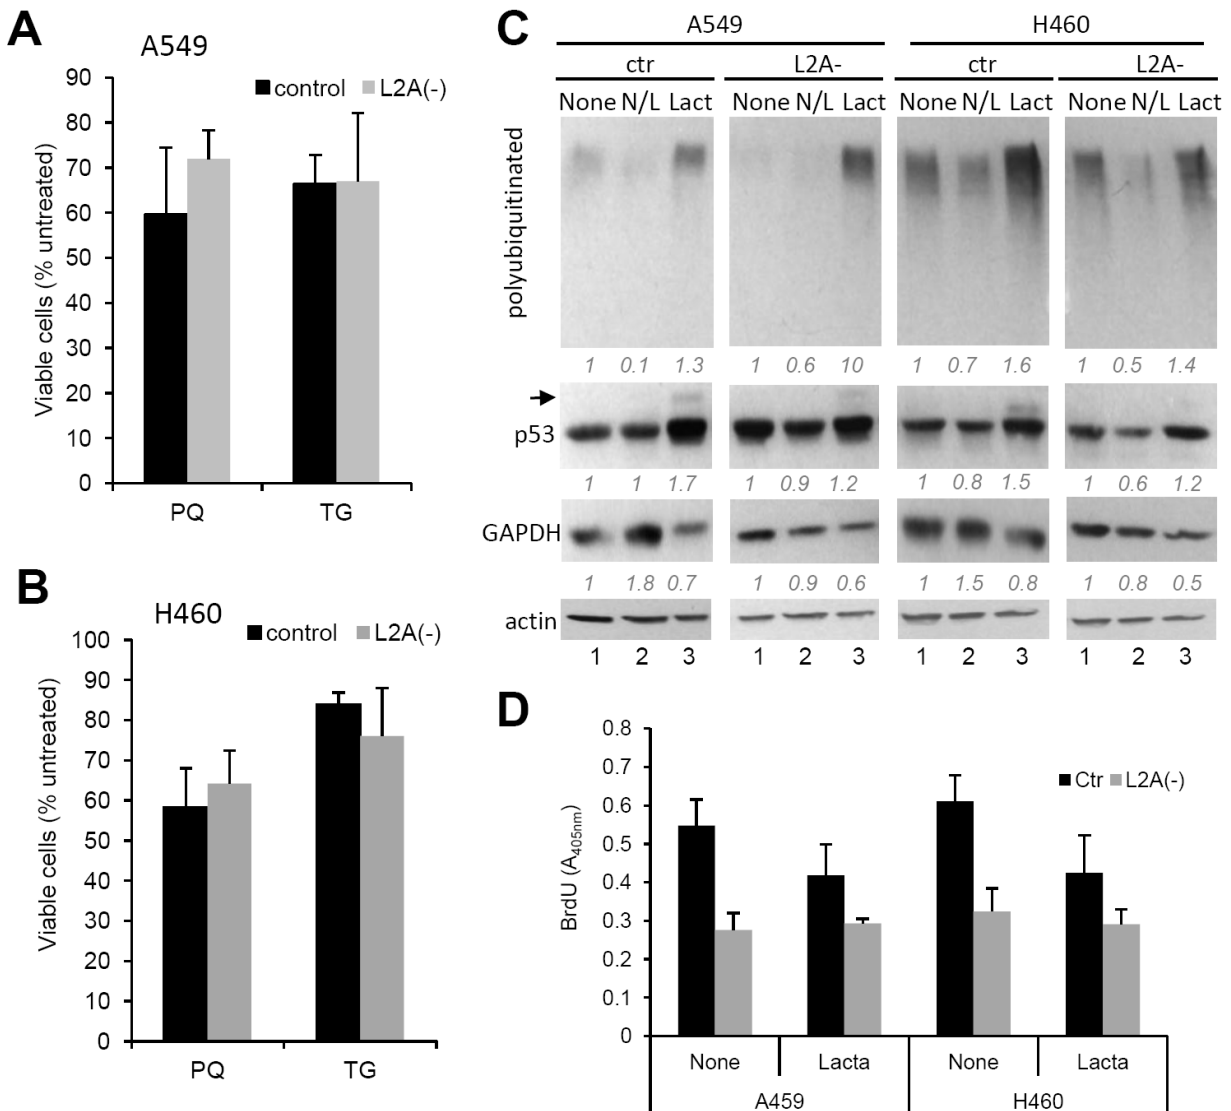 A
A549
control L2A(-)
Viable cells (% untreated)
90
80
70
60
50
40
30
20
10
0
PQ TG
B
H460
control L2A(-)
Viable cells (% untreated)
100
90
80
70
60
50
40
30
20
10
0
PQ TG
C
A549 H460
ctr L2A- ctr L2A-
None N/L Lact None N/L Lact None N/L Lact None N/L Lact
polyubiquitinated
1 0.1 1.3 1 0.6 10 1 0.7 1.6 1 0.5 1.4
p53
1 1 1.7 1 0.9 1.2 1 0.8 1.5 1 0.6 1.2
GAPDH
1 1.8 0.7 1 0.9 0.6 1 1.5 0.8 1 0.8 0.5
actin
1 2 3 1 2 3 1 2 3 1 2 3
D
Ctr L2A(-)
BrdU (A405nm)
0.8
0.7
0.6
0.5
0.4
0.3
0.2
0.1
0
None Lacta None Lacta
A459 H460